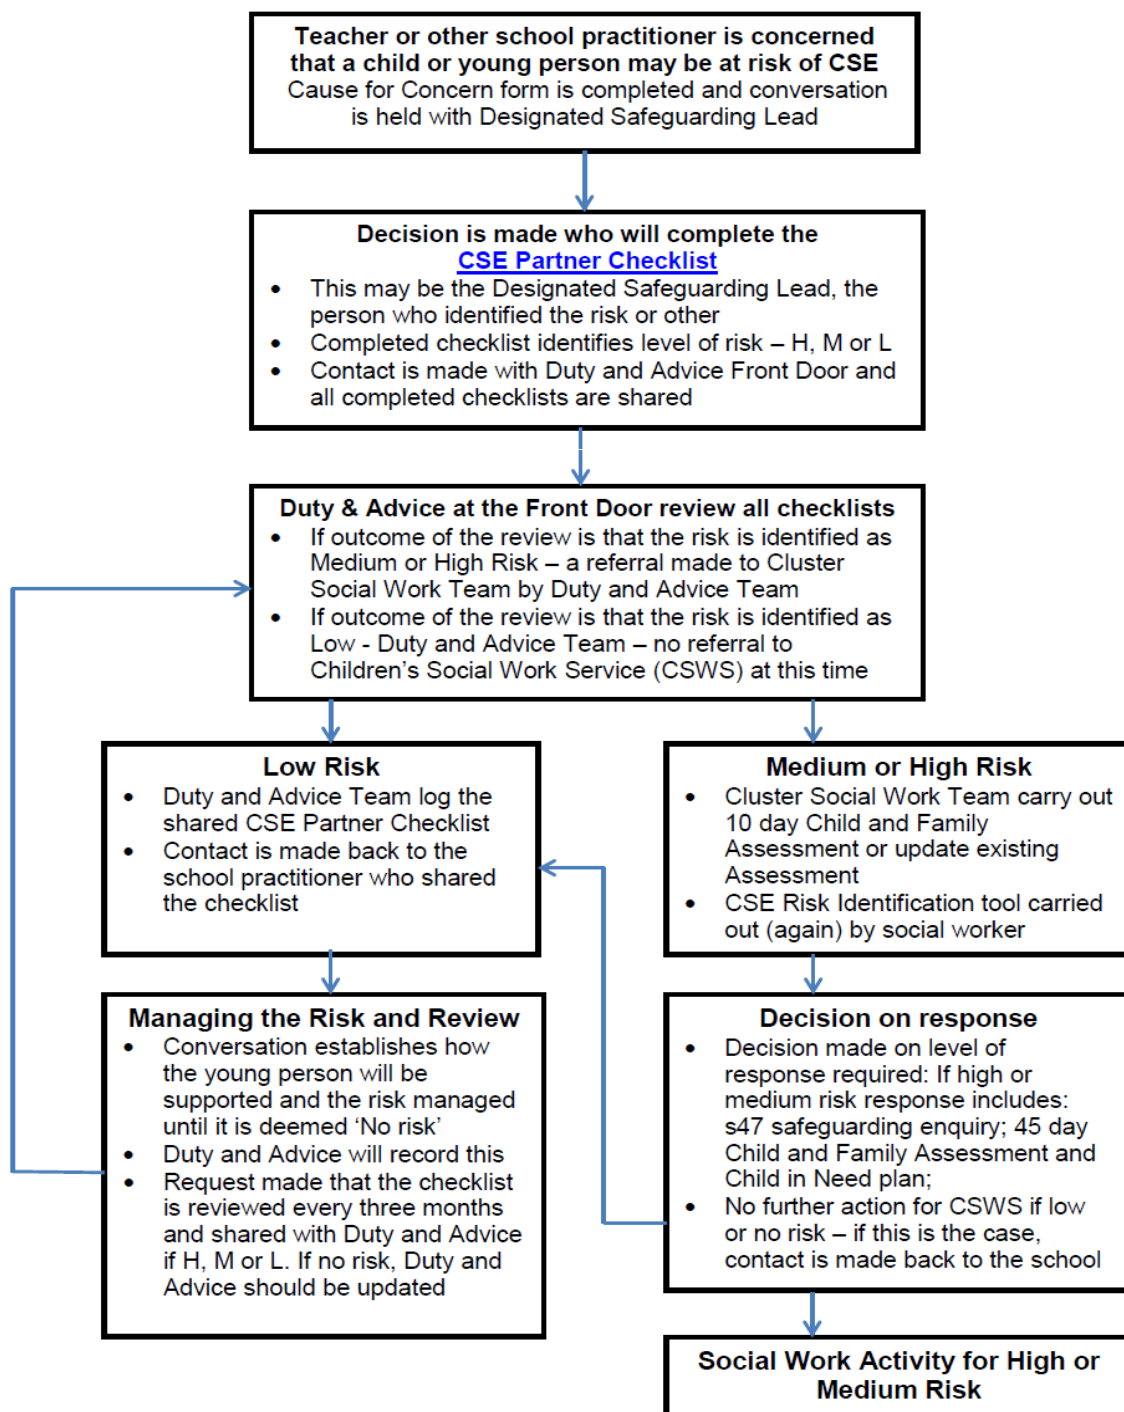 Teacher or other school practitioner is concerned
that a child or young person may be at risk of CSE
Cause for Concern form is completed and conversation
is held with Designated Safeguarding Lead
Decision is made who will complete the
CSE Partner Checklist
• This may be the Designated Safeguarding Lead, the
person who identified the risk or other
• Completed checklist identifies level of risk – H, M or L
• Contact is made with Duty and Advice Front Door and
all completed checklists are shared
Duty & Advice at the Front Door review all checklists
• If outcome of the review is that the risk is identified as
Medium or High Risk – a referral made to Cluster
Social Work Team by Duty and Advice Team
• If outcome of the review is that the risk is identified as
Low - Duty and Advice Team – no referral to
Children’s Social Work Service (CSWS) at this time
Low Risk
• Duty and Advice Team log the
shared CSE Partner Checklist
• Contact is made back to the
school practitioner who shared
the checklist
Medium or High Risk
• Cluster Social Work Team carry out
10 day Child and Family
Assessment or update existing
Assessment
• CSE Risk Identification tool carried
out (again) by social worker
Managing the Risk and Review
• Conversation establishes how
the young person will be
supported and the risk managed
until it is deemed ‘No risk’
• Duty and Advice will record this
• Request made that the checklist
is reviewed every three months
and shared with Duty and Advice
if H, M or L. If no risk, Duty and
Advice should be updated
Decision on response
• Decision made on level of
response required: If high or
medium risk response includes:
s47 safeguarding enquiry; 45 day
Child and Family Assessment and
Child in Need plan;
• No further action for CSWS if low
or no risk – if this is the case,
contact is made back to the school
Social Work Activity for High or
Medium Risk